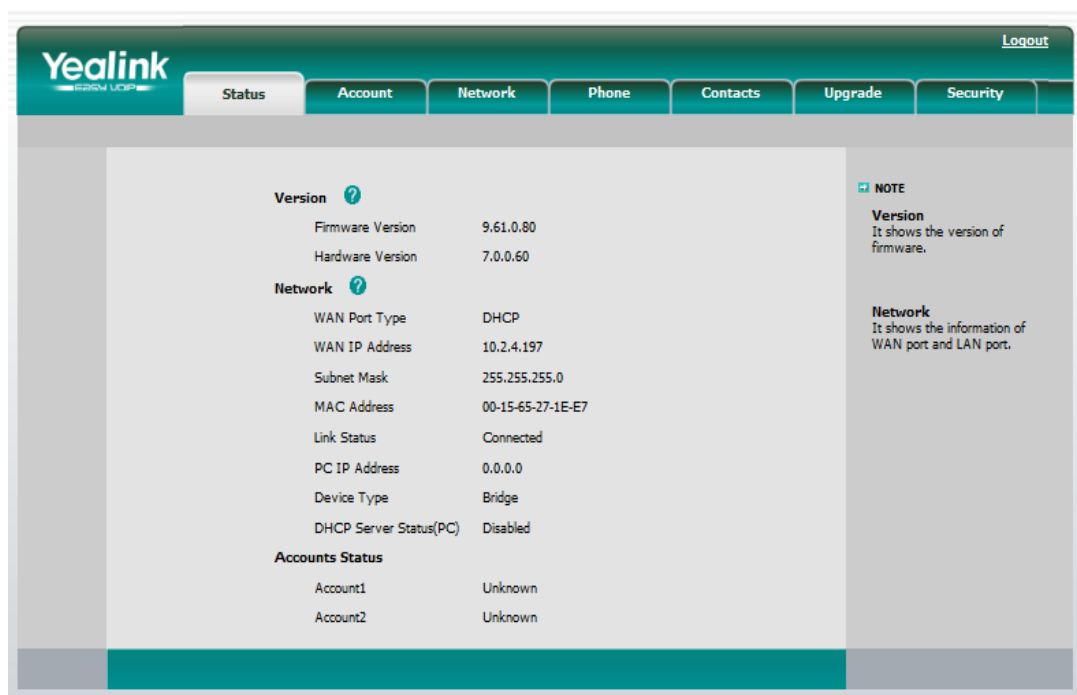 Logout
Yealink
EASY VOIP
Status Account Network Phone Contacts Upgrade Security
Version ?
Firmware Version 9.61.0.80
Hardware Version 7.0.0.60
Network ?
WAN Port Type DHCP
WAN IP Address 10.2.4.197
Subnet Mask 255.255.255.0
MAC Address 00-15-65-27-1E-E7
Link Status Connected
PC IP Address 0.0.0.0
Device Type Bridge
DHCP Server Status(PC) Disabled
Accounts Status
Account1 Unknown
Account2 Unknown
NOTE
Version
It shows the version of
firmware.
Network
It shows the information of
WAN port and LAN port.